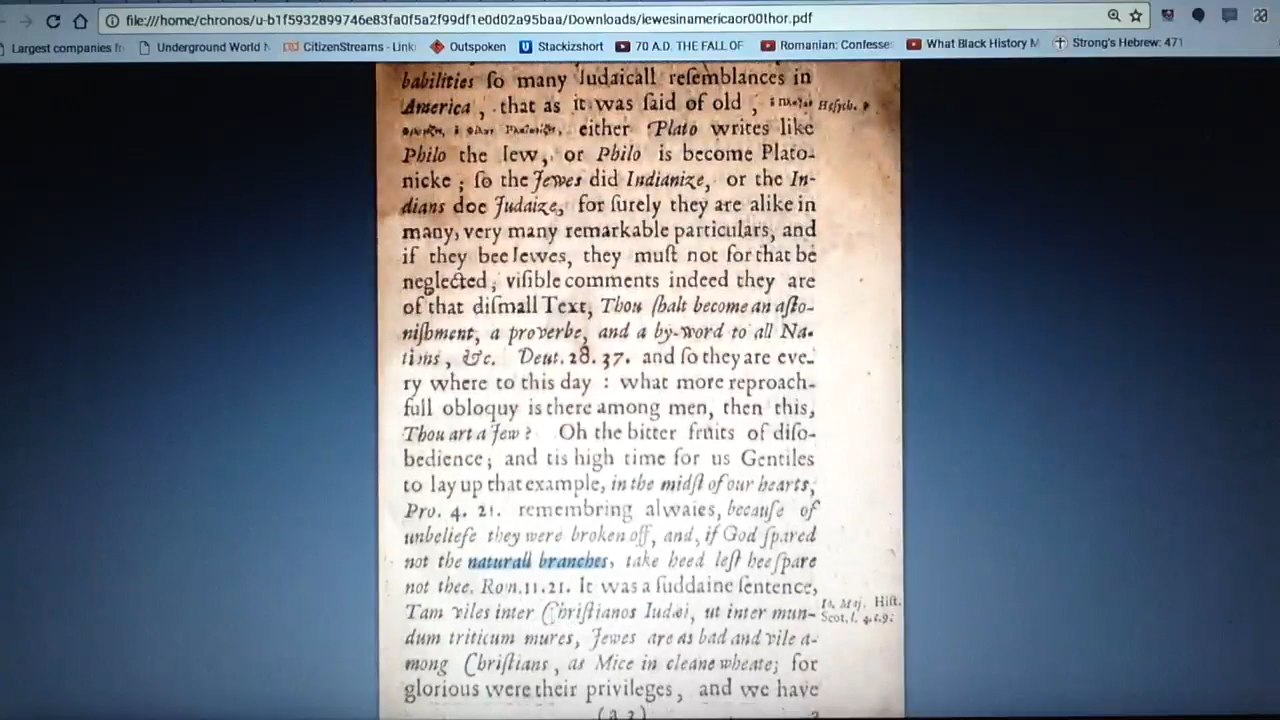 file:///home/chronos/u-b1f5932899746e83fa0f5a2f99df1e0d02a95baa/Downloads/iewesinamericaor00thor.pdf
Largest companies
Underground World
CitizenStreams - Link
Outspoken
Stackizshort
70 A.D. THE FALL OF
Romanian: Confesse
What Black History M
Strong's Hebrew: 471
babilities ſo many Judaicall reſemblances in
America, that as it was ſaid of old, Heſych.
either Plato writes like
Philo the Iew, or Philo is become Plato-
nicke; ſo the Jewes did Indianize, or the In-
dians doe Judaize, for ſurely they are alike in
many, very many remarkable particulars, and
if they bee Iewes, they muſt not for that be
neglected; viſible comments indeed they are
of that diſmall Text, Thou ſhalt become an aſto-
niſhment, a proverbe, and a by-word to all Na-
tions, &c. Deut. 28. 37. and ſo they are eve-
ry where to this day : what more reproach-
full obloquy is there among men, then this,
Thou art a Jew? Oh the bitter fruits of diſo-
bedience; and tis high time for us Gentiles
to lay up that example, in the midſt of our hearts,
Pro. 4. 21. remembring alwaies, becauſe of
unbeliefe they were broken off, and, if God ſpared
not the naturall branches, take heed leſt hee ſpare
not thee. Rom. 11. 21. It was a ſuddaine ſentence,
Tam viles inter Chriſtianos Iudæi, ut inter mun-
Io. Maj. Hiſt.
Scot. l. 4. c. 9.
dum triticum mures, Jewes are as bad and vile a-
mong Chriſtians, as Mice in cleane wheate; for
glorious were their privileges, and we have